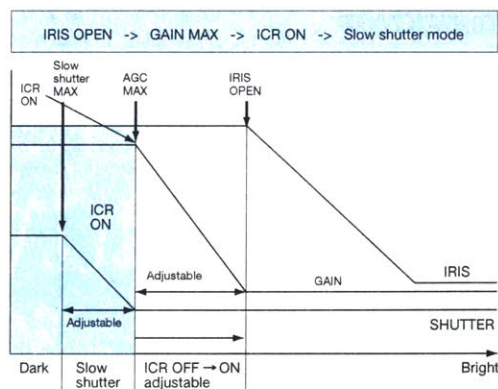 IRIS OPEN -> GAIN MAX -> ICR ON -> Slow shutter mode
Slow
shutter
MAX
ICR
ON
AGC
MAX
IRIS
OPEN
ICR
ON
Adjustable
GAIN
IRIS
Adjustable
SHUTTER
Dark
Slow
shutter
ICR OFF → ON
adjustable
Bright